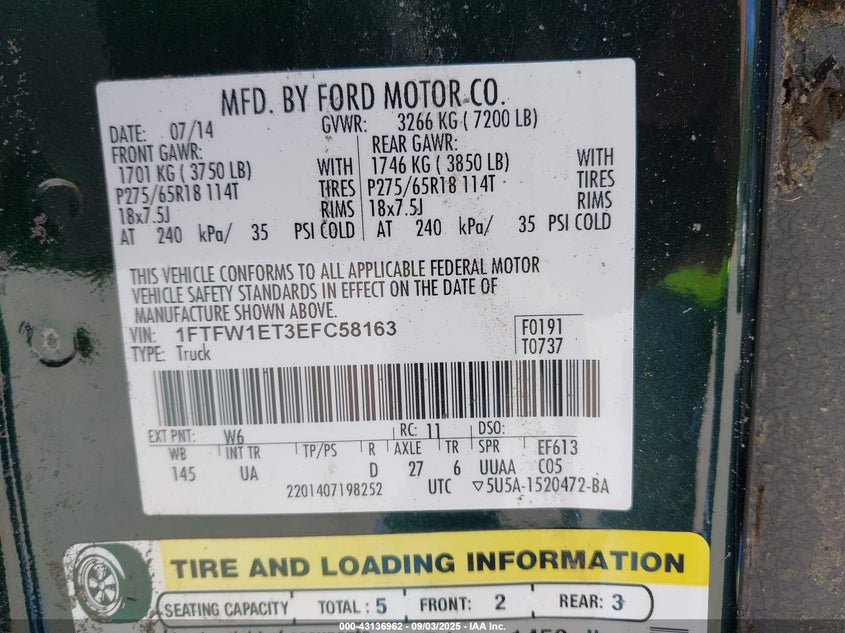 MFD. BY FORD MOTOR CO.
DATE: 07/14 GVWR: 3266 KG ( 7200 LB)
FRONT GAWR: REAR GAWR:
1701 KG ( 3750 LB) WITH 1746 KG ( 3850 LB) WITH
P275/65R18 114T TIRES P275/65R18 114T TIRES
18x7.5J RIMS 18x7.5J RIMS
AT 240 kPa/ 35 PSI COLD AT 240 kPa/ 35 PSI COLD
THIS VEHICLE CONFORMS TO ALL APPLICABLE FEDERAL MOTOR
VEHICLE SAFETY STANDARDS IN EFFECT ON THE DATE OF
MANUFACTURE SHOWN ABOVE.
VIN: 1FTFW1ET3EFC58163 F0191
TYPE: Truck T0737
EXT PNT: W6 RC: 11 DSO:
WB INT TR TP/PS R AXLE TR SPR EF613
145 UA D 27 6 UUAA C05
2201407198252 UTC ▽5U5A-1520472-BA
TIRE AND LOADING INFORMATION
SEATING CAPACITY TOTAL : 5 FRONT: 2 REAR: 3
000-43136962 - 09/03/2025 - IAA Inc.